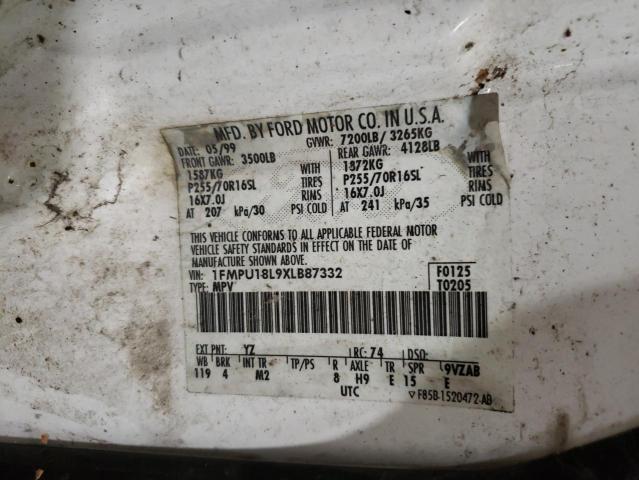 MFD. BY FORD MOTOR CO. IN U.S.A.
DATE: 05/99 GVWR: 7200LB/ 3265KG
FRONT GAWR: 3500LB REAR GAWR: 4128LB
1587KG WITH 1872KG WITH
P255/70R16SL TIRES P255/70R16SL TIRES
16X7.0J RIMS 16X7.0J RIMS
AT 207 kPa/30 PSI COLD AT 241 kPa/35 PSI COLD
THIS VEHICLE CONFORMS TO ALL APPLICABLE FEDERAL MOTOR
VEHICLE SAFETY STANDARDS IN EFFECT ON THE DATE OF
MANUFACTURE SHOWN ABOVE.
VIN: 1FMPU18L9XLB87332 F0125
TYPE: MPV T0205
EXT PNT: YZ RC: 74 DSO:
WB BRK INT TR TP/PS R AXLE TR SPR 9VZAB
119 4 M2 8 H9 E 15 E
UTC F85B-1520472-AB